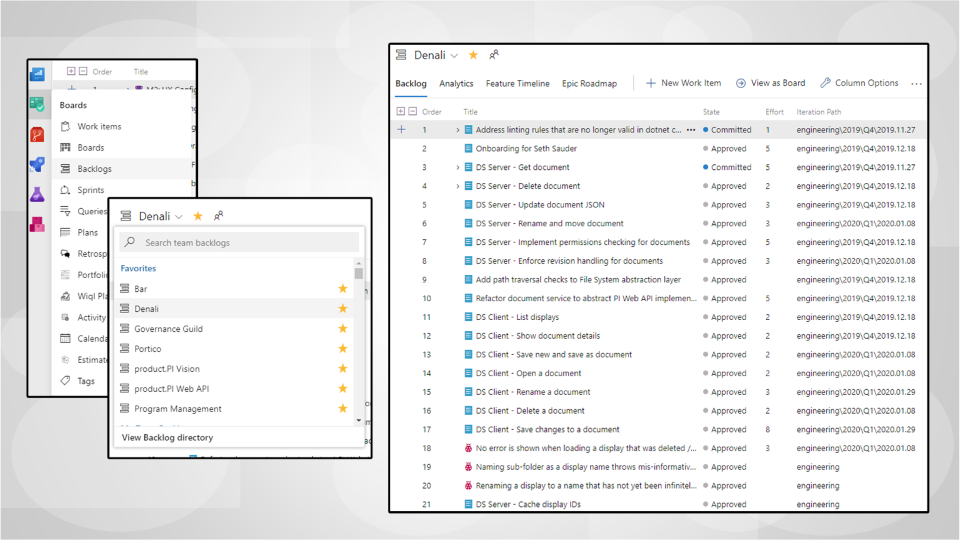 Order Title
1 M2: UX Config
Boards
Work items
Boards
Backlogs
Sprints
Queries
Plans
Retrosp
Portfolio
Wiql Pla
Activity
Calenda
Estimate
Tags
Denali
Search team backlogs
Favorites
Bar
Denali
Governance Guild
Portico
product.PI Vision
product.PI Web API
Program Management
View Backlog directory
Denali
Backlog Analytics Feature Timeline Epic Roadmap New Work Item View as Board Column Options ...
Order Title State Effort Iteration Path
1 Address linting rules that are no longer valid in dotnet c... ••• Committed 1 engineering\2019\Q4\2019.11.27
2 Onboarding for Seth Sauder Approved 5 engineering\2019\Q4\2019.12.18
3 DS Server - Get document Committed 5 engineering\2019\Q4\2019.11.27
4 DS Server - Delete document Approved 2 engineering\2019\Q4\2019.12.18
5 DS Server - Update document JSON Approved 3 engineering\2019\Q4\2019.12.18
6 DS Server - Rename and move document Approved 3 engineering\2020\Q1\2020.01.08
7 DS Server - Implement permissions checking for documents Approved 5 engineering\2019\Q4\2019.12.18
8 DS Server - Enforce revision handling for documents Approved 3 engineering\2020\Q1\2020.01.08
9 Add path traversal checks to File System abstraction layer Approved engineering\2019\Q4\2019.12.18
10 Refactor document service to abstract PI Web API implemen... Approved 5 engineering\2019\Q4\2019.12.18
11 DS Client - List displays Approved 2 engineering\2019\Q4\2019.12.18
12 DS Client - Show document details Approved 2 engineering\2019\Q4\2019.12.18
13 DS Client - Save new and save as document Approved 2 engineering\2020\Q1\2020.01.08
14 DS Client - Open a document Approved 2 engineering\2020\Q1\2020.01.08
15 DS Client - Rename a document Approved 3 engineering\2020\Q1\2020.01.29
16 DS Client - Delete a document Approved 2 engineering\2020\Q1\2020.01.08
17 DS Client - Save changes to a document Approved 8 engineering\2020\Q1\2020.01.29
18 No error is shown when loading a display that was deleted /... Approved 3 engineering\2020\Q1\2020.01.08
19 Naming sub-folder as a display name throws mis-informativ... Approved engineering
20 Renaming a display to a name that has not yet been infinitel... Approved engineering
21 DS Server - Cache display IDs Approved engineering